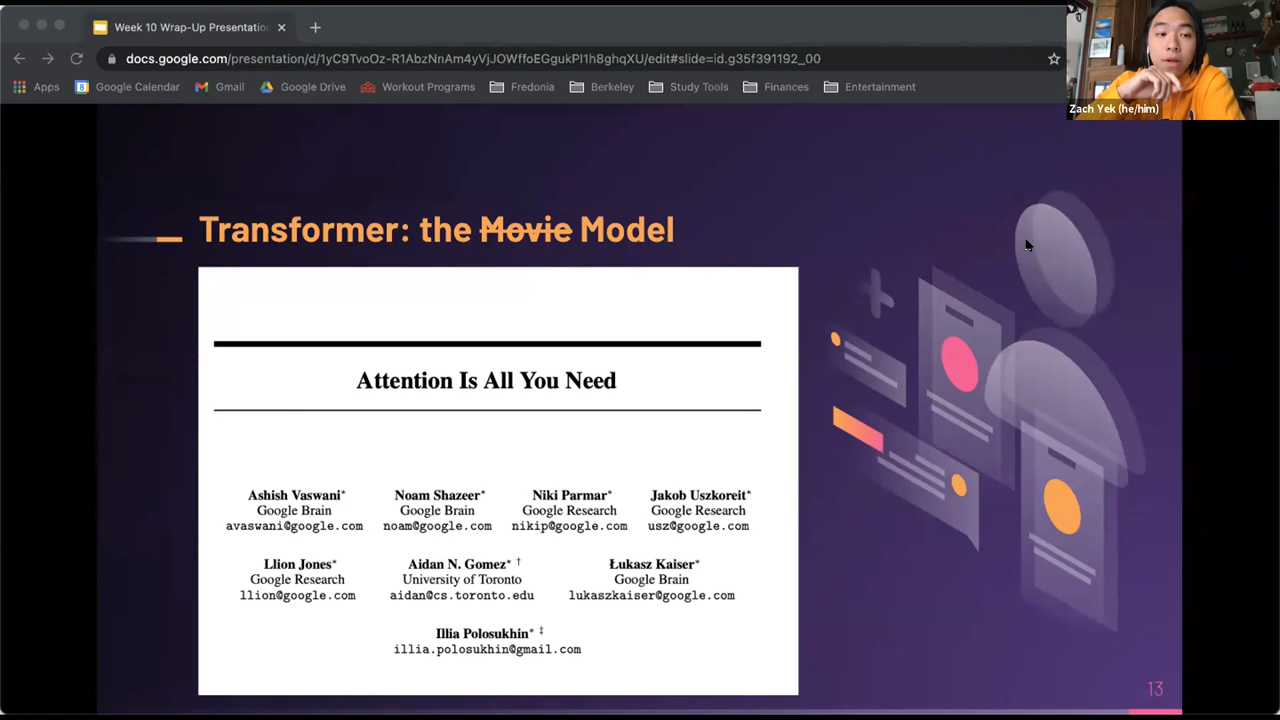 Week 10 Wrap-Up Presentatio
docs.google.com/presentation/d/1yC9TvoOz-R1AbzNnAm4yVjJOWffoEGgukPl1h8ghqXU/edit#slide=id.g35f391192_00
Apps Google Calendar Gmail Google Drive Workout Programs Fredonia Berkeley Study Tools Finances Entertainment
Zach Yek (he/him)
Transformer: the Movie Model
Attention Is All You Need
Ashish Vaswani* Noam Shazeer* Niki Parmar* Jakob Uszkoreit*
Google Brain Google Brain Google Research Google Research
avaswani@google.com noam@google.com nikip@google.com usz@google.com
Llion Jones* Aidan N. Gomez* † Łukasz Kaiser*
Google Research University of Toronto Google Brain
llion@google.com aidan@cs.toronto.edu lukaszkaiser@google.com
Illia Polosukhin* ‡
illia.polosukhin@gmail.com
13